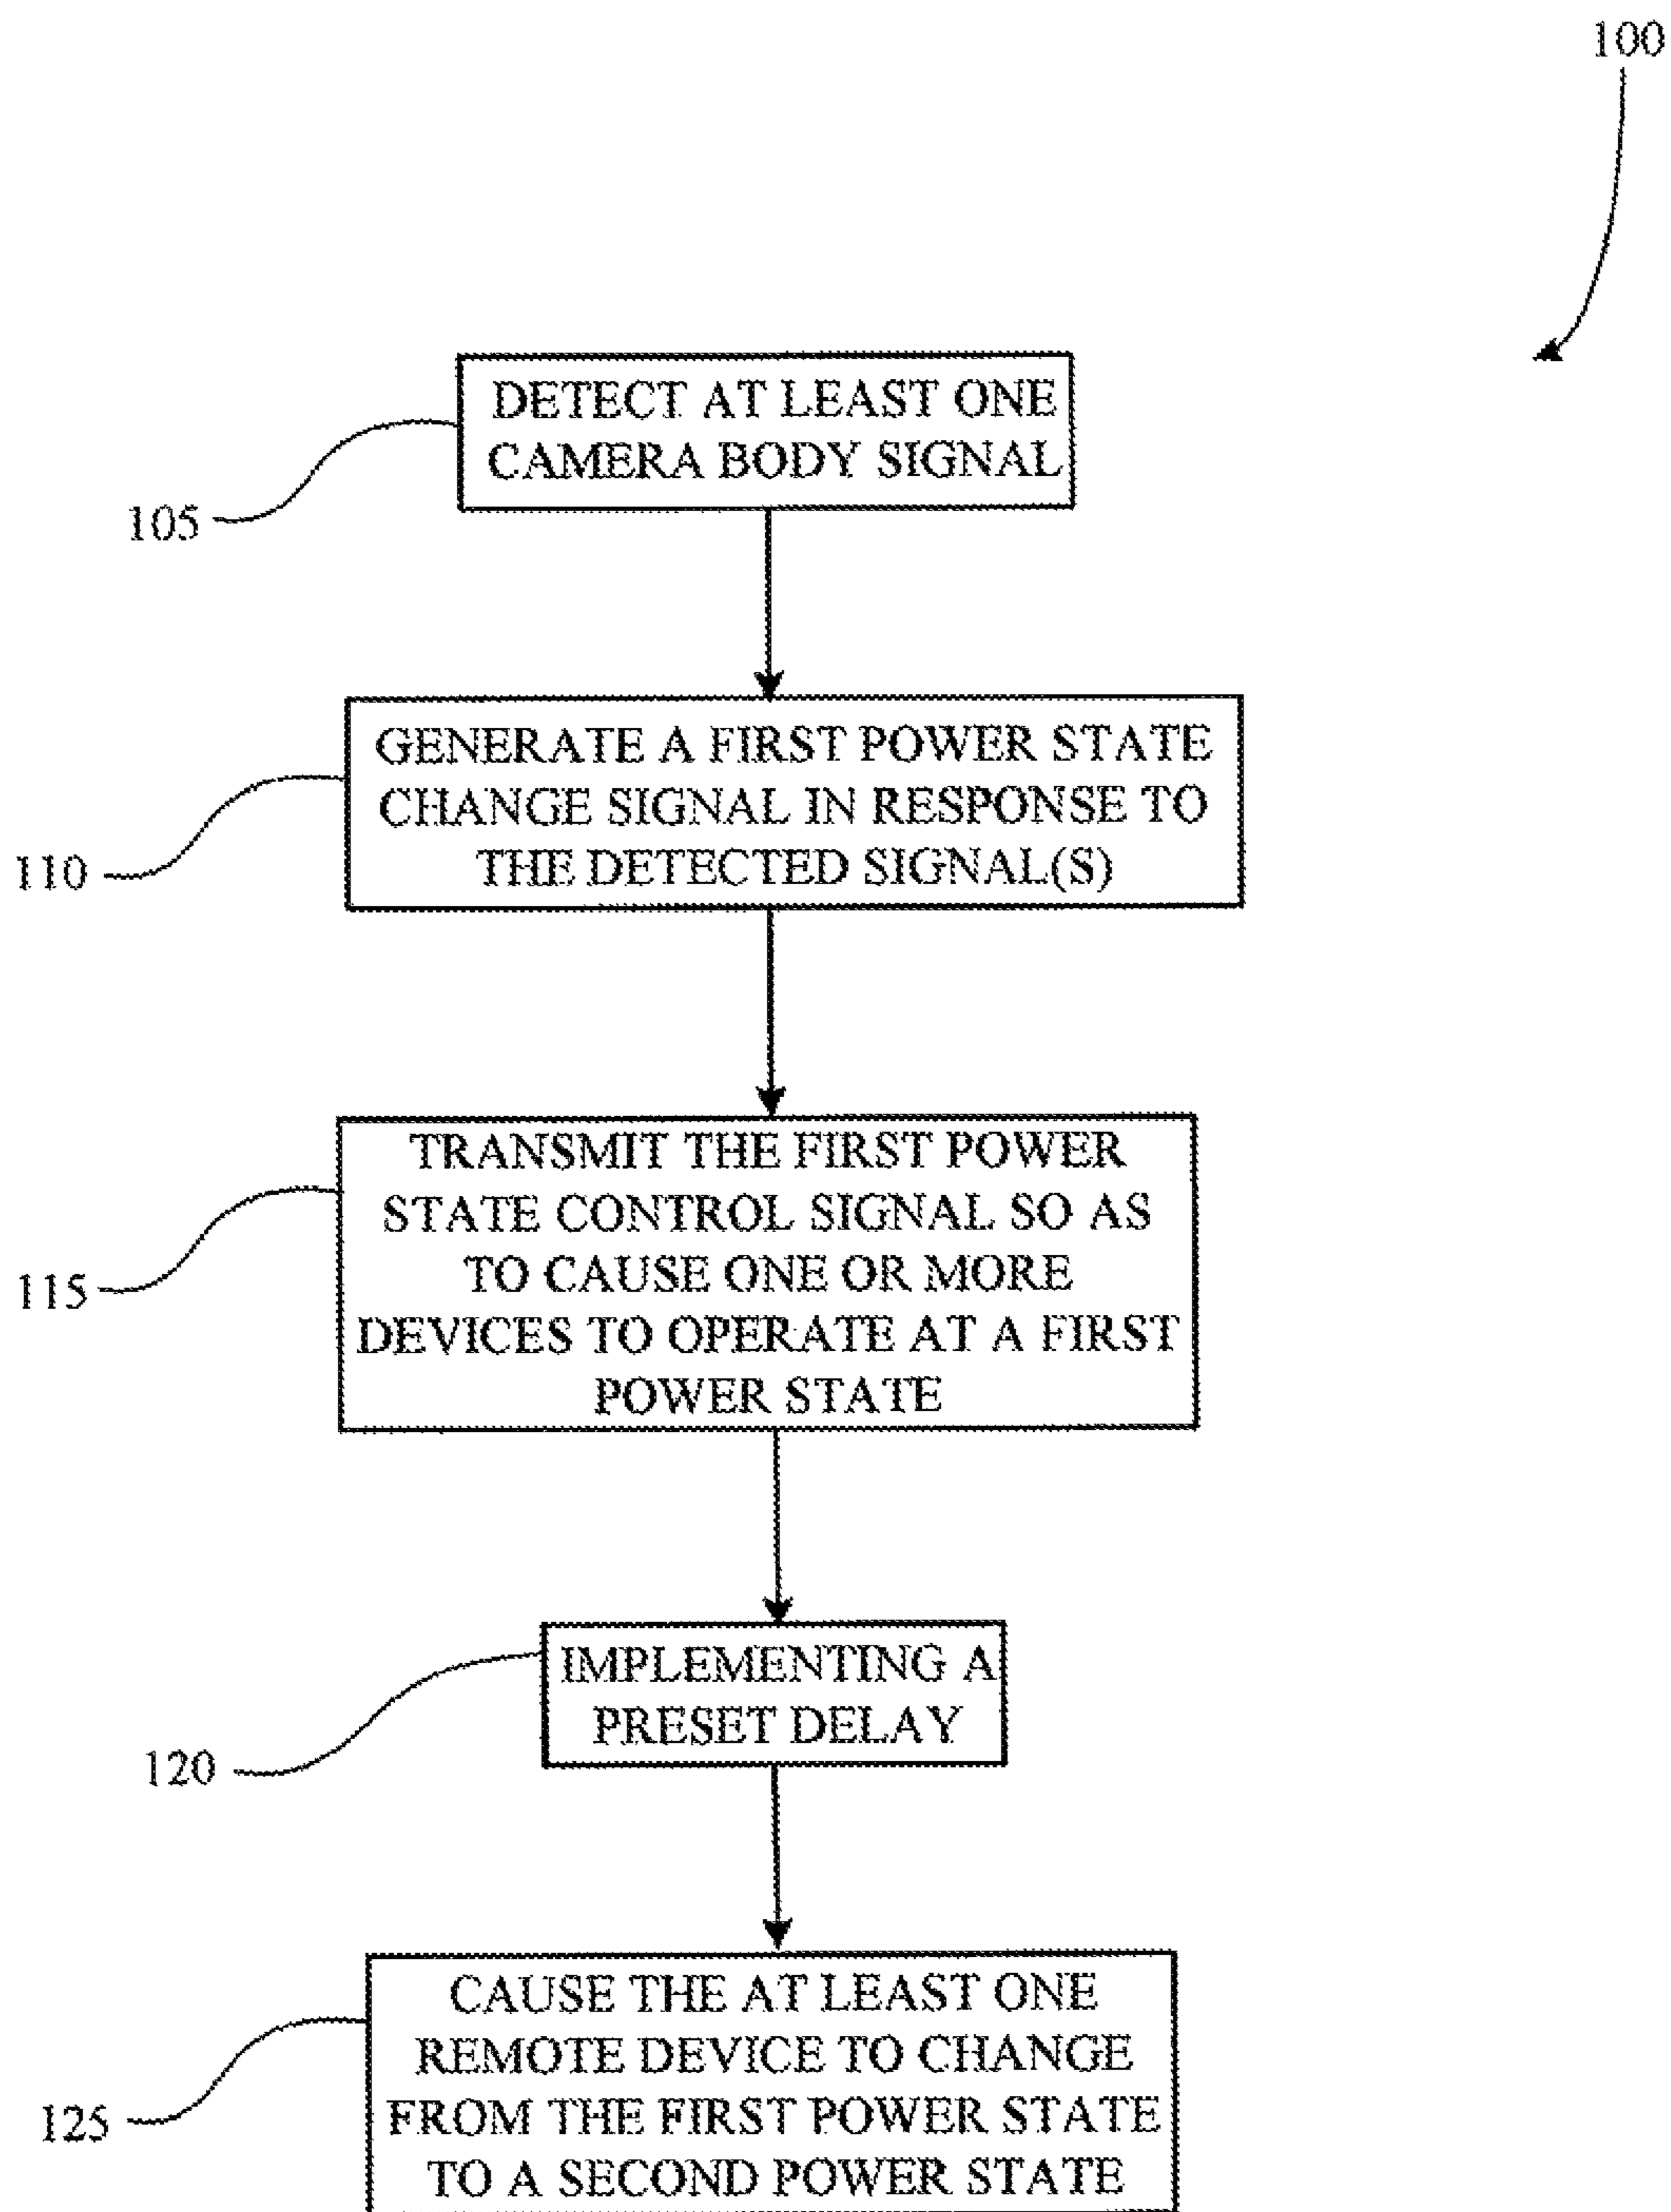 100
DETECT AT LEAST ONE
CAMERA BODY SIGNAL
105
GENERATE A FIRST POWER STATE
CHANGE SIGNAL IN RESPONSE TO
THE DETECTED SIGNAL(S)
110
TRANSMIT THE FIRST POWER
STATE CONTROL SIGNAL SO AS
TO CAUSE ONE OR MORE
DEVICES TO OPERATE AT A FIRST
POWER STATE
115
IMPLEMENTING A
PRESET DELAY
120
CAUSE THE AT LEAST ONE
REMOTE DEVICE TO CHANGE
FROM THE FIRST POWER STATE
TO A SECOND POWER STATE
125